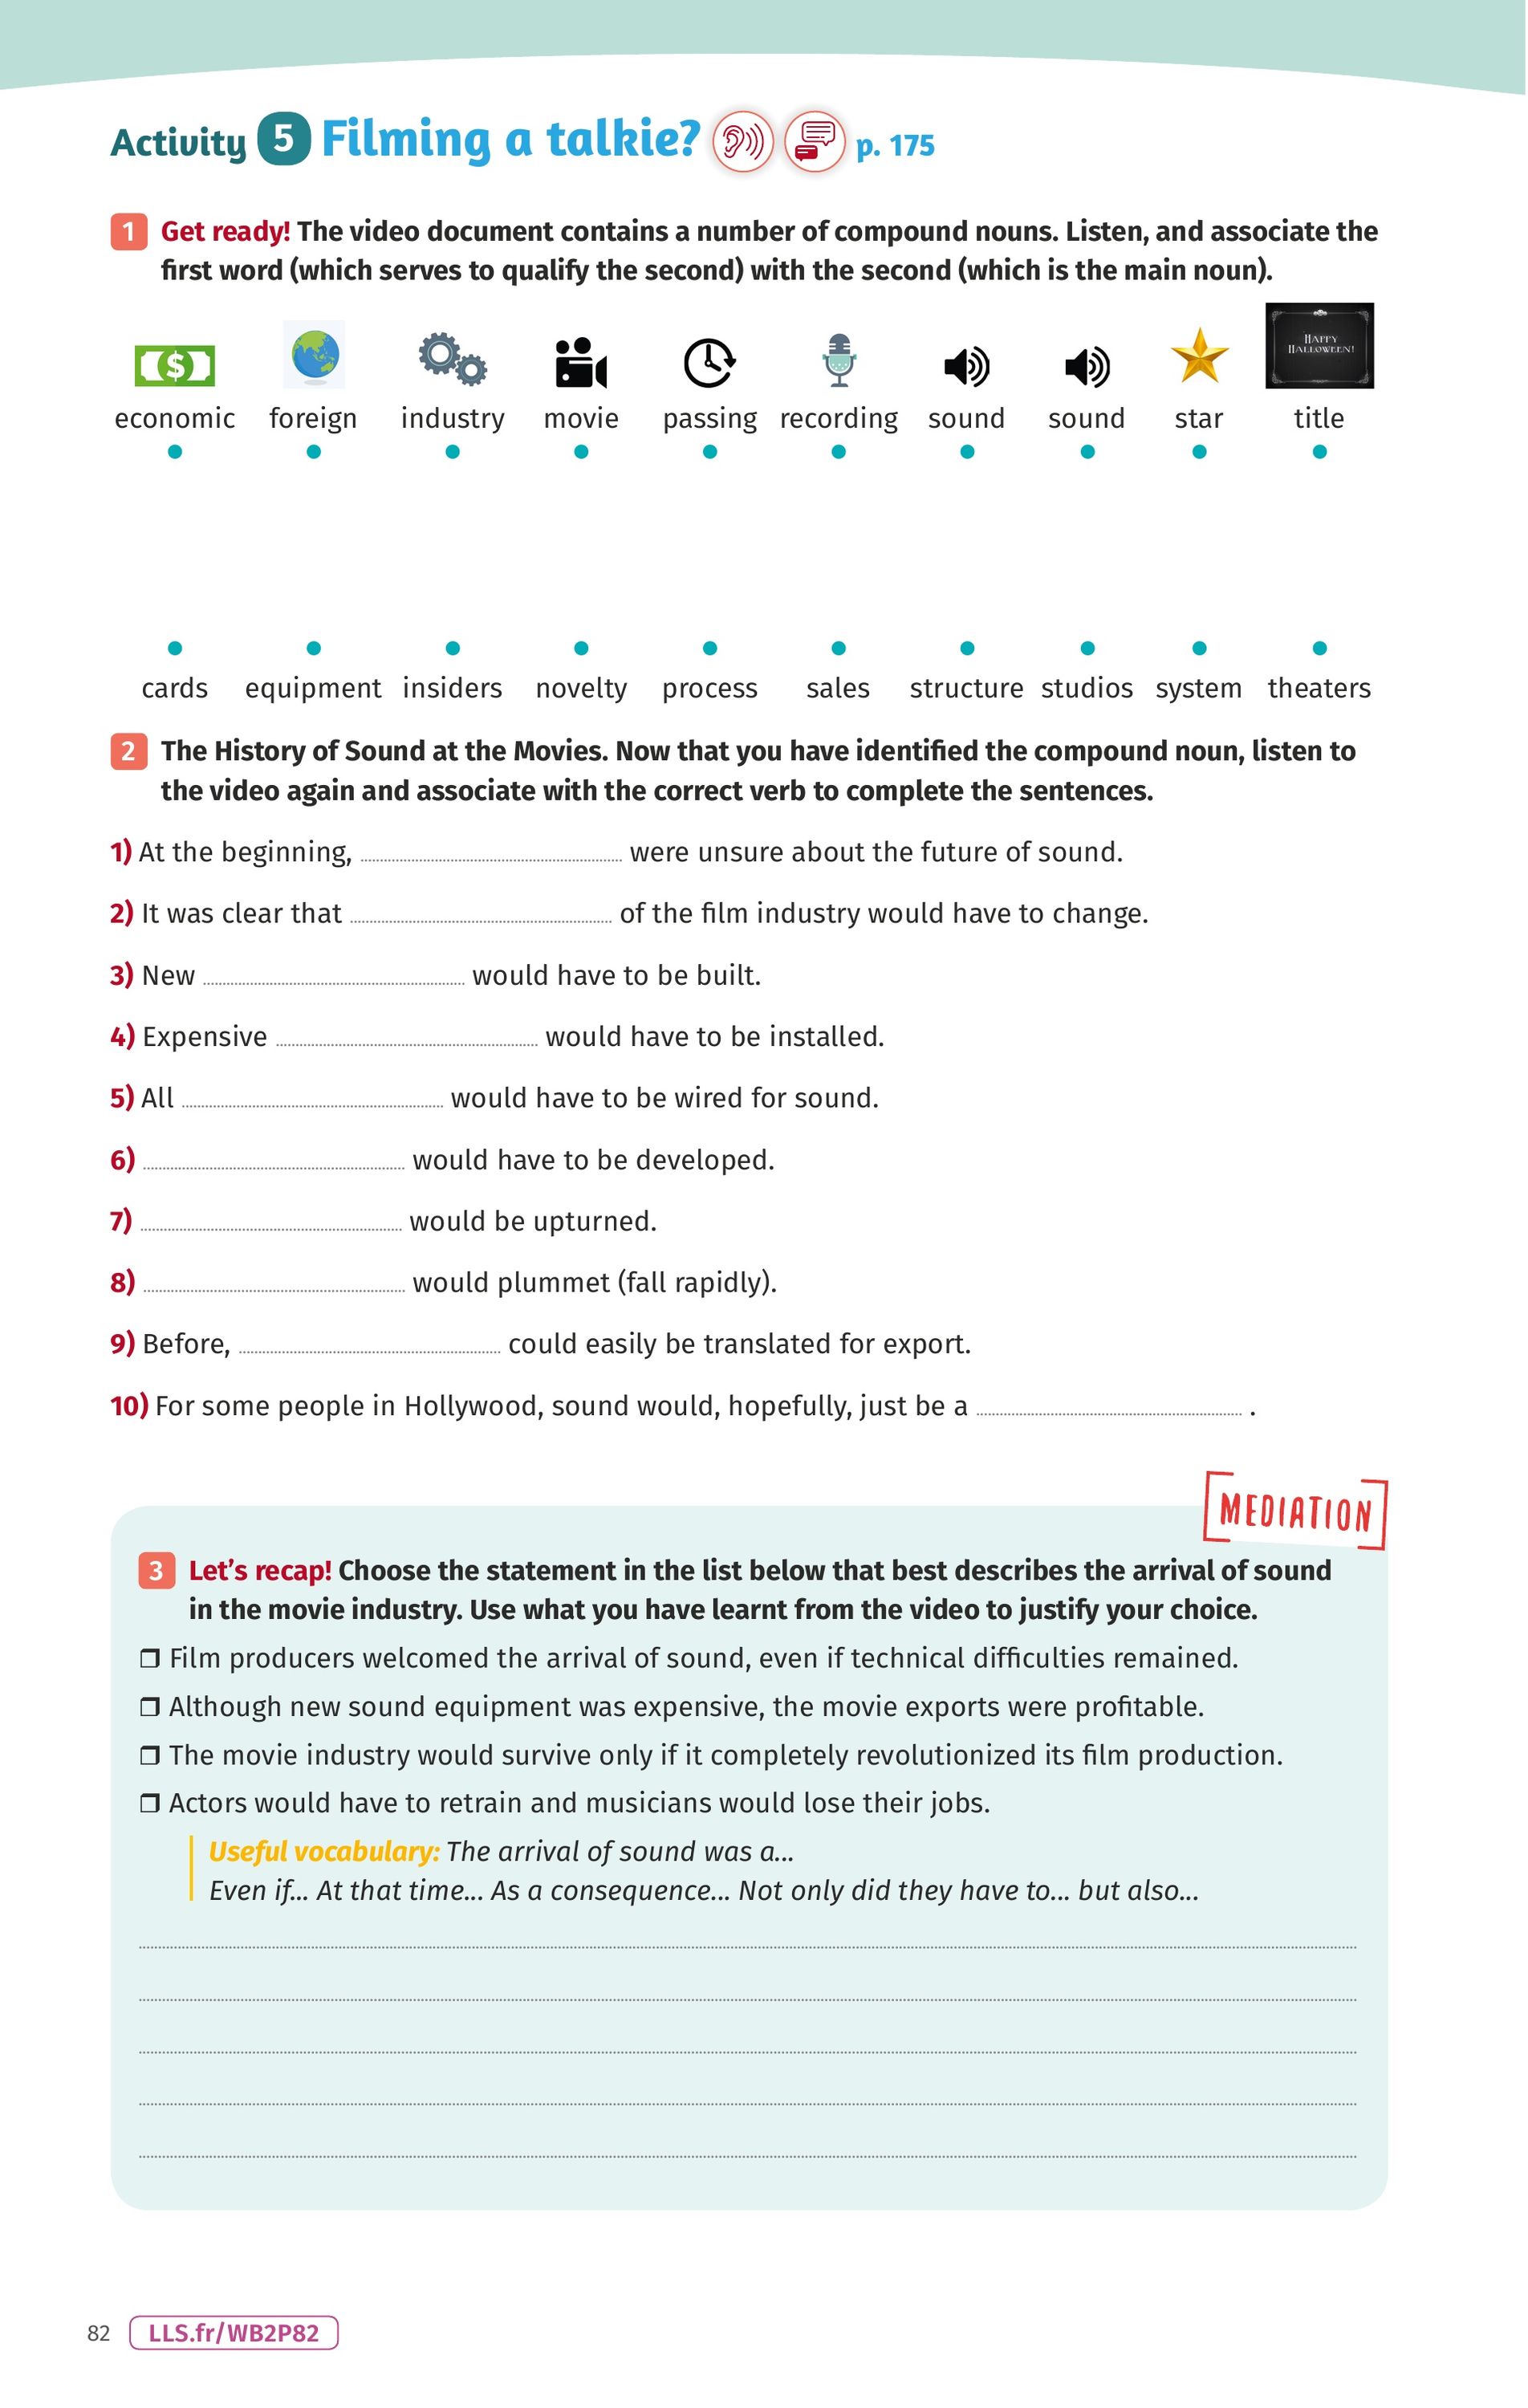 Activity 5 Filming a talkie? p. 175
1 Get ready! The video document contains a number of compound nouns. Listen, and associate the
first word (which serves to qualify the second) with the second (which is the main noun).
HAPPY
HALLOWEEN!
economic foreign industry movie passing recording sound sound star title
cards equipment insiders novelty process sales structure studios system theaters
2 The History of Sound at the Movies. Now that you have identified the compound noun, listen to
the video again and associate with the correct verb to complete the sentences.
1) At the beginning, were unsure about the future of sound.
2) It was clear that of the film industry would have to change.
3) New would have to be built.
4) Expensive would have to be installed.
5) All would have to be wired for sound.
6) would have to be developed.
7) would be upturned.
8) would plummet (fall rapidly).
9) Before, could easily be translated for export.
10) For some people in Hollywood, sound would, hopefully, just be a .
MEDIATION
3 Let's recap! Choose the statement in the list below that best describes the arrival of sound
in the movie industry. Use what you have learnt from the video to justify your choice.
❒ Film producers welcomed the arrival of sound, even if technical difficulties remained.
❒ Although new sound equipment was expensive, the movie exports were profitable.
❒ The movie industry would survive only if it completely revolutionized its film production.
❒ Actors would have to retrain and musicians would lose their jobs.
Useful vocabulary: The arrival of sound was a...
Even if... At that time... As a consequence... Not only did they have to... but also...
82 LLS.fr/WB2P82